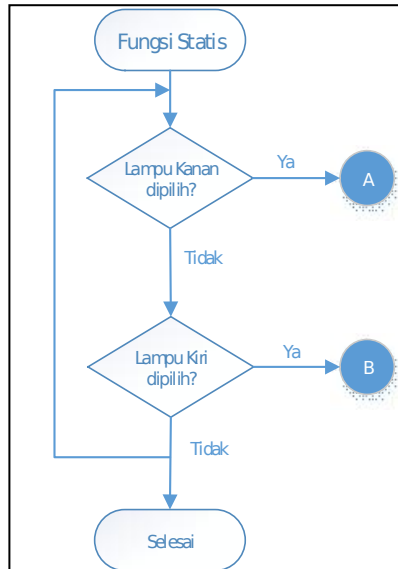 Fungsi Statis
Lampu Kanan
dipilih?
Ya
A
Tidak
Lampu Kiri
dipilih?
Ya
B
Tidak
Selesai